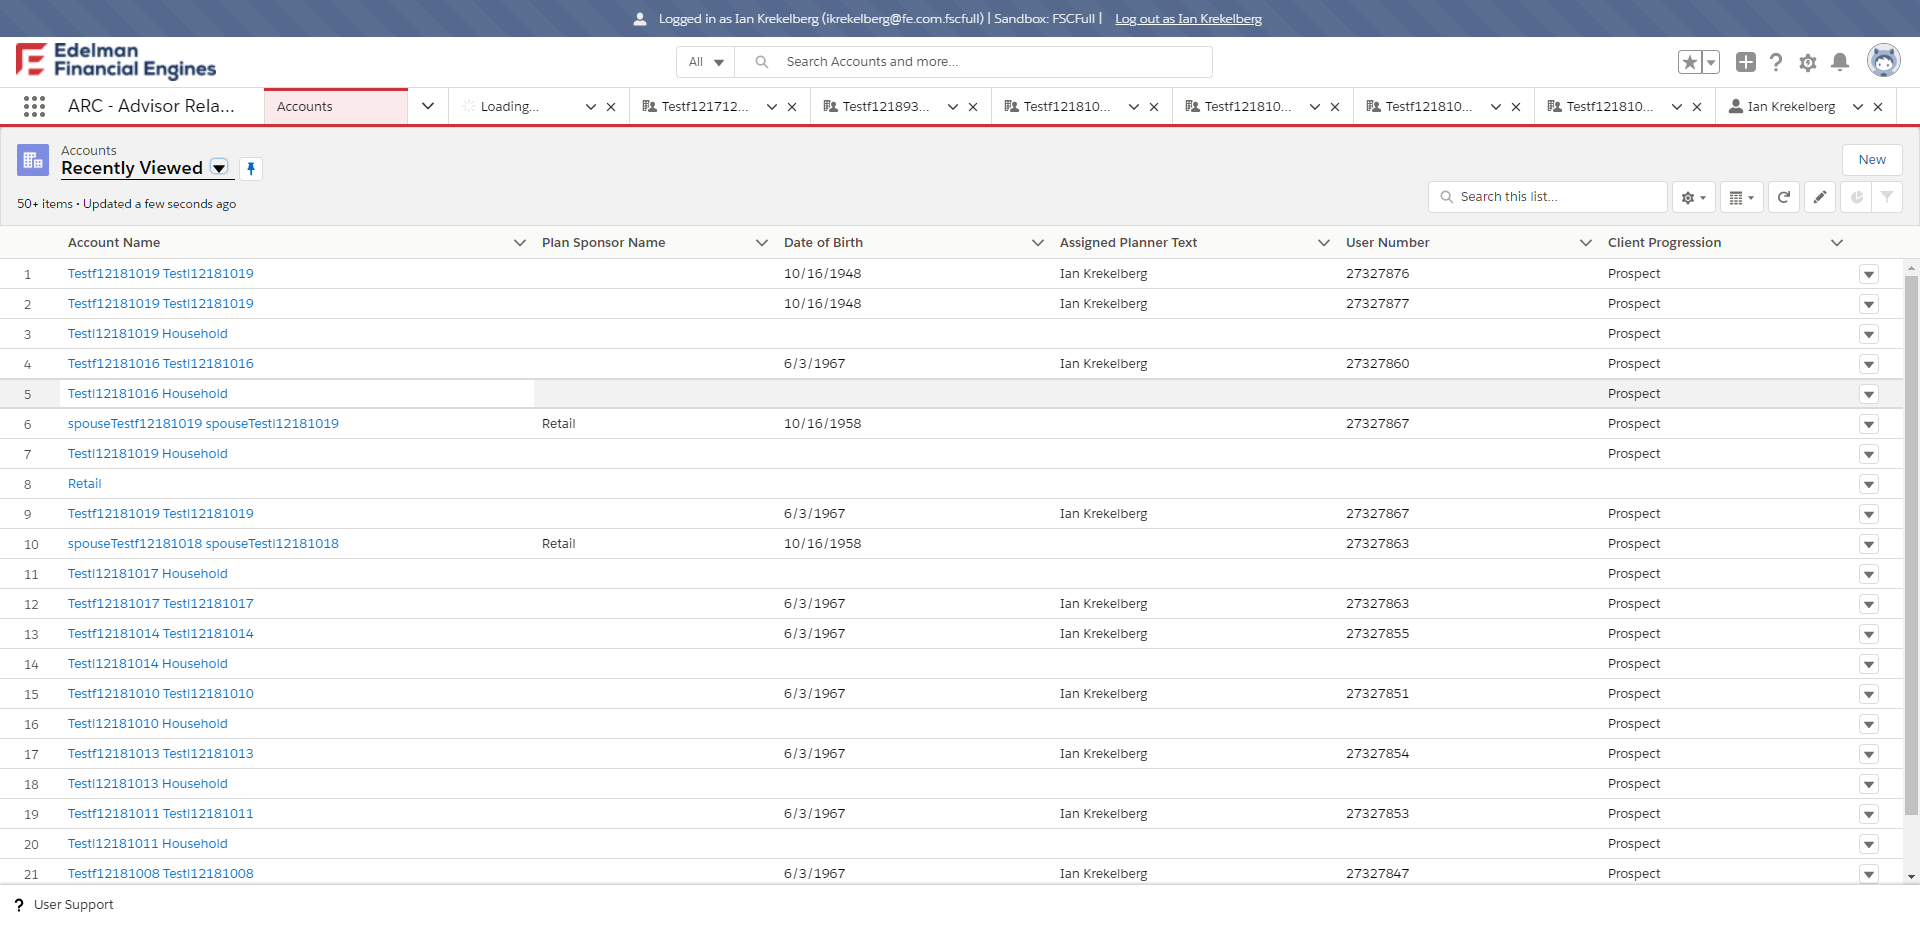 Logged in as Ian Krekelberg (ikrekelberg@fe.com.fscfull) | Sandbox: FSCFull | Log out as Ian Krekelberg
Edelman
Financial Engines
All Search Accounts and more...
ARC - Advisor Rela... Accounts Loading... Testf121712... Testf121893... Testf121810... Testf121810... Testf121810... Testf121810... Ian Krekelberg
Accounts
Recently Viewed
New
50+ items • Updated a few seconds ago
Search this list...
Account Name Plan Sponsor Name Date of Birth Assigned Planner Text User Number Client Progression
1 Testf12181019 Testl12181019 10/16/1948 Ian Krekelberg 27327876 Prospect
2 Testf12181019 Testl12181019 10/16/1948 Ian Krekelberg 27327877 Prospect
3 Testl12181019 Household Prospect
4 Testf12181016 Testl12181016 6/3/1967 Ian Krekelberg 27327860 Prospect
5 Testl12181016 Household Prospect
6 spouseTestf12181019 spouseTestl12181019 Retail 10/16/1958 27327867 Prospect
7 Testl12181019 Household Prospect
8 Retail
9 Testf12181019 Testl12181019 6/3/1967 Ian Krekelberg 27327867 Prospect
10 spouseTestf12181018 spouseTestl12181018 Retail 10/16/1958 27327863 Prospect
11 Testl12181017 Household Prospect
12 Testf12181017 Testl12181017 6/3/1967 Ian Krekelberg 27327863 Prospect
13 Testf12181014 Testl12181014 6/3/1967 Ian Krekelberg 27327855 Prospect
14 Testl12181014 Household Prospect
15 Testf12181010 Testl12181010 6/3/1967 Ian Krekelberg 27327851 Prospect
16 Testl12181010 Household Prospect
17 Testf12181013 Testl12181013 6/3/1967 Ian Krekelberg 27327854 Prospect
18 Testl12181013 Household Prospect
19 Testf12181011 Testl12181011 6/3/1967 Ian Krekelberg 27327853 Prospect
20 Testl12181011 Household Prospect
21 Testf12181008 Testl12181008 6/3/1967 Ian Krekelberg 27327847 Prospect
? User Support